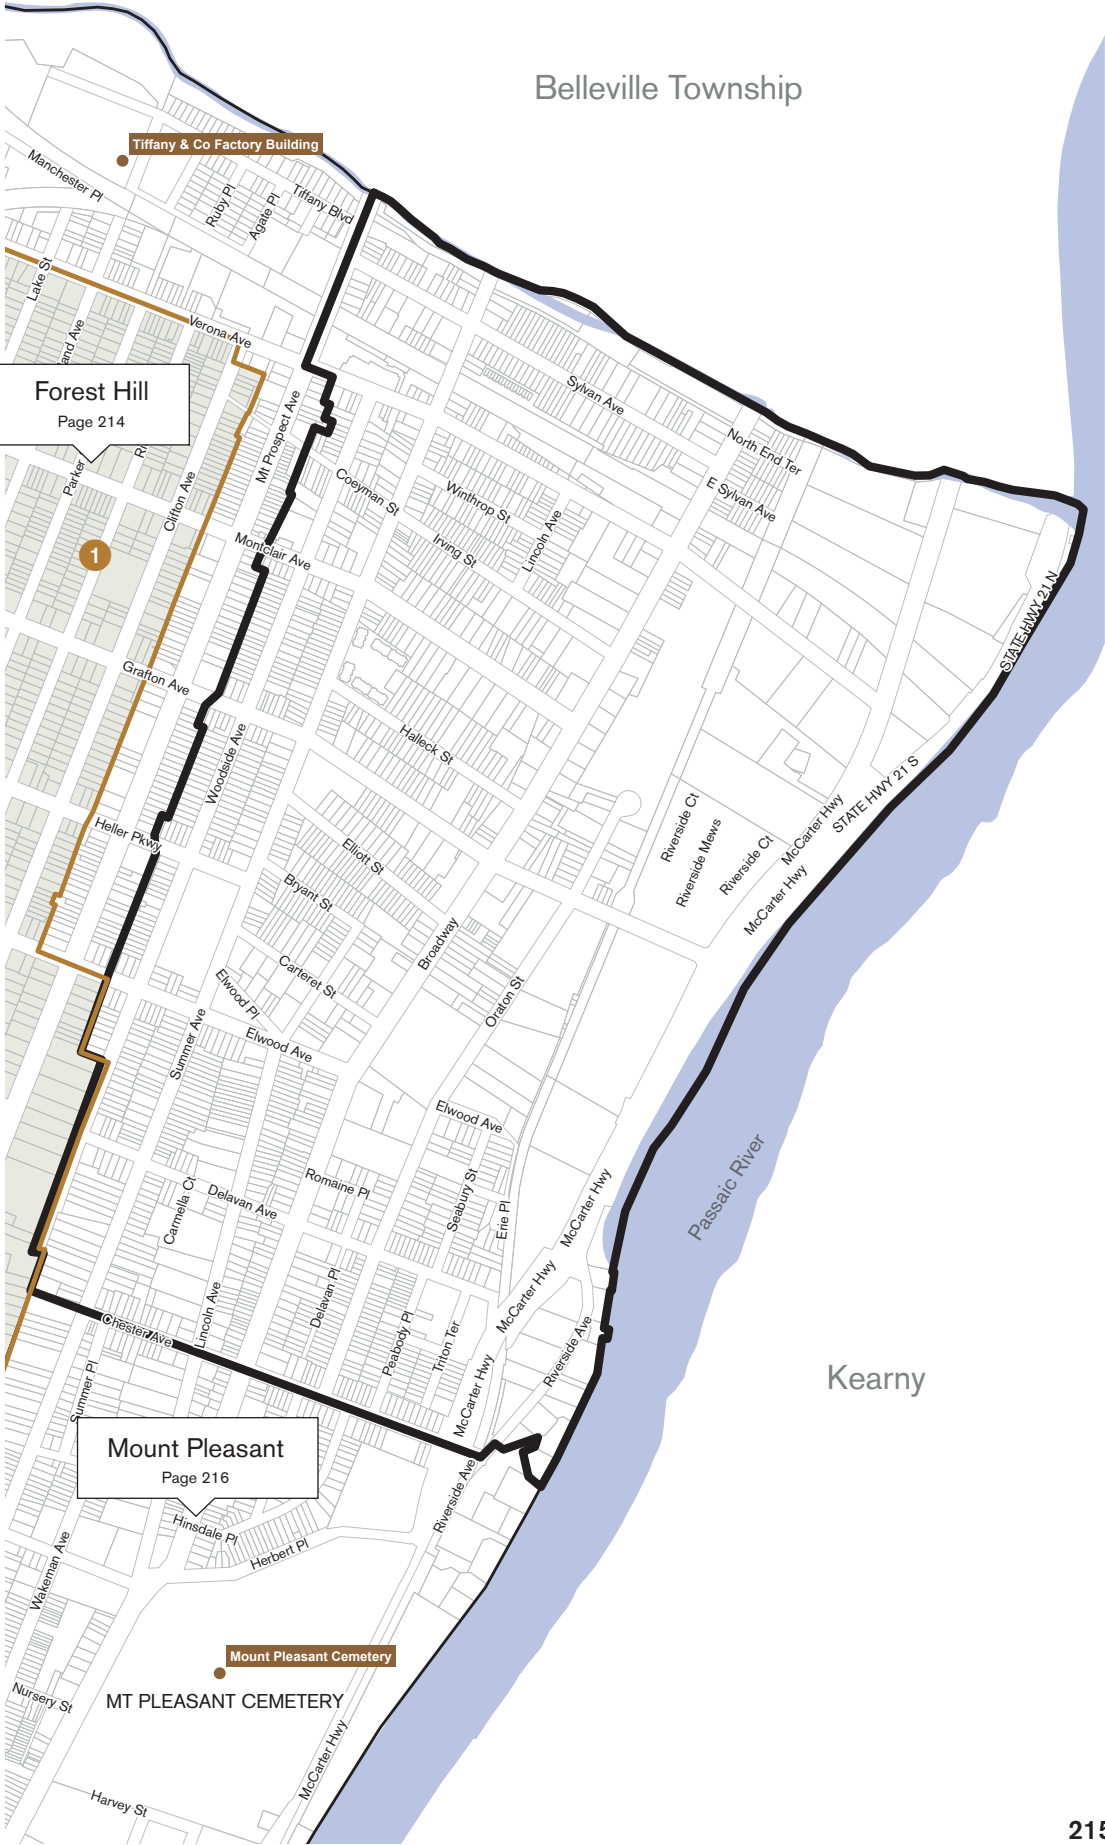 Belleville Township
Tiffany & Co Factory Building
Manchester Pl
Ruby Pl
Agate Pl
Tiffany Blvd
Lake St
Verona Ave
and Ave
Forest Hill
Page 214
Parker
Ri
Clifton Ave
Mt Prospect Ave
1
Sylvan Ave
North End Ter
E Sylvan Ave
Coeyman St
Winthrop St
Irving St
Lincoln Ave
Montclair Ave
STATE HWY 21 N
Grafton Ave
Woodside Ave
Halleck St
STATE HWY 21 S
Riverside Ct
Riverside Mews
Riverside Ct
McCarter Hwy
McCarter Hwy
Heller Pkwy
Elliott St
Bryant St
Broadway
Carteret St
Elwood Pl
Oraton St
Summer Ave
Elwood Ave
Elwood Ave
Passaic River
Romaine Pl
Delavan Ave
Carmella Ct
Seabury St
Erie Pl
McCarter Hwy
McCarter Hwy
Lincoln Ave
Delavan Pl
Peabody Pl
Triton Ter
Riverside Ave
Chester Ave
McCarter Hwy
Summer Pl
Kearny
Mount Pleasant
Page 216
Riverside Ave
Hinsdale Pl
Herbert Pl
Wakeman Ave
Mount Pleasant Cemetery
MT PLEASANT CEMETERY
Nursery St
McCarter Hwy
Harvey St
215